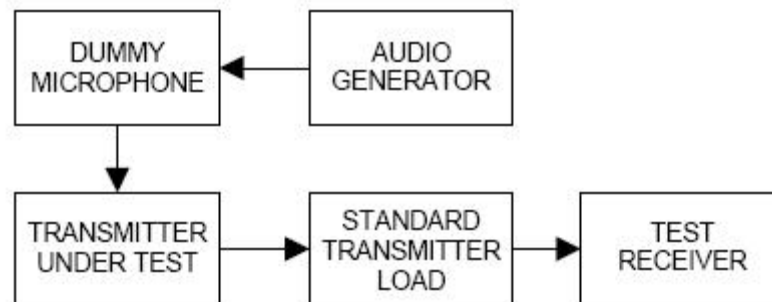 DUMMY
MICROPHONE
AUDIO
GENERATOR
TRANSMITTER
UNDER TEST
STANDARD
TRANSMITTER
LOAD
TEST
RECEIVER